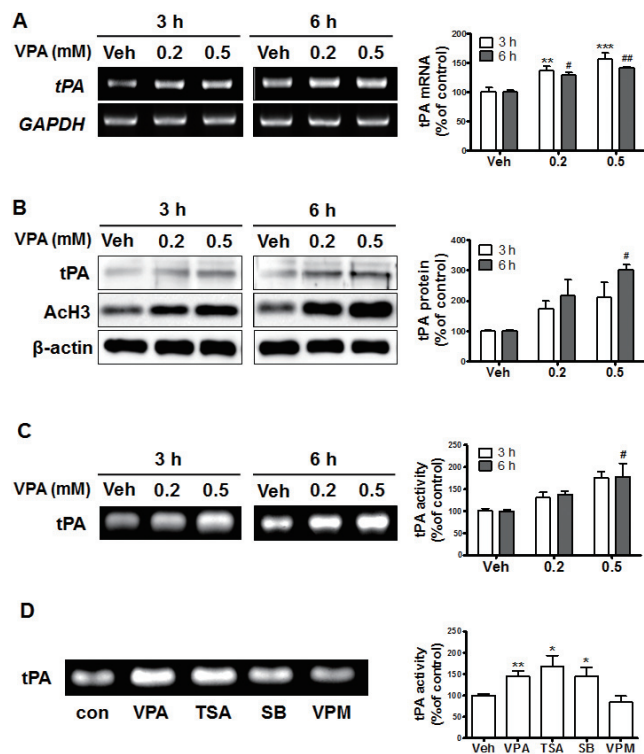 A
3 h 6 h
VPA (mM) Veh 0.2 0.5 Veh 0.2 0.5
tPA
GAPDH
tPA mRNA
(% of control)
200
150
100
50
0
3 h
6 h
** # *** ##
Veh 0.2 0.5
B
3 h 6 h
VPA (mM) Veh 0.2 0.5 Veh 0.2 0.5
tPA
AcH3
β-actin
tPA protein
(% of control)
400
300
200
100
0
3 h
6 h
#
Veh 0.2 0.5
C
3 h 6 h
VPA (mM) Veh 0.2 0.5 Veh 0.2 0.5
tPA
tPA activity
(% of control)
250
200
150
100
50
0
3 h
6 h
#
Veh 0.2 0.5
D
tPA
con VPA TSA SB VPM
tPA activity
(% of control)
250
200
150
100
50
0
** * *
Veh VPA TSA SB VPM